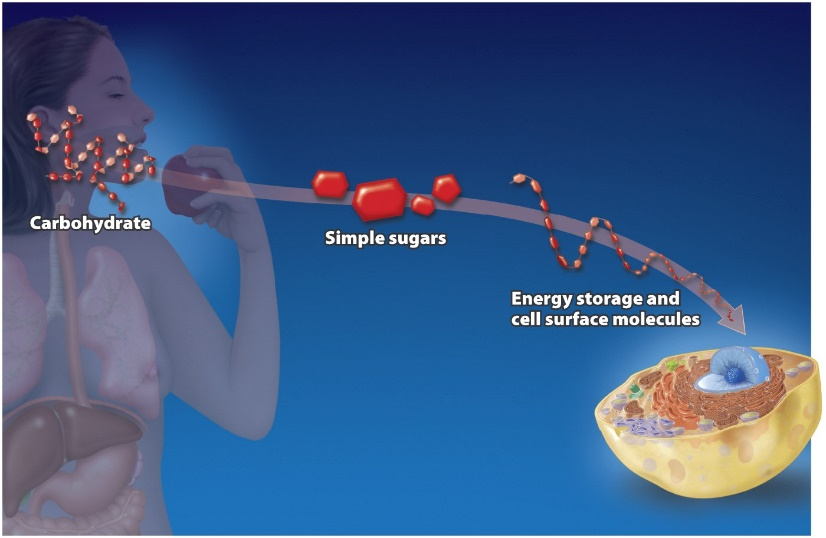 Carbohydrate
Simple sugars
Energy storage and
cell surface molecules